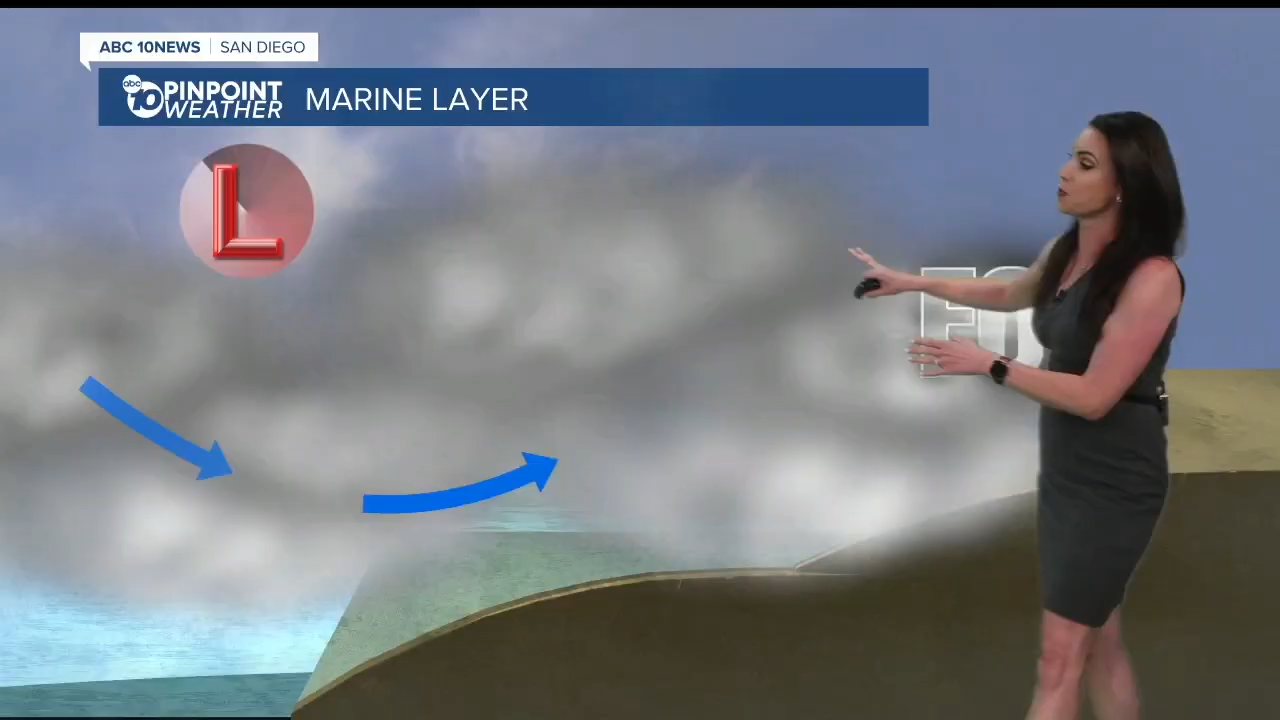 ABC 10NEWS | SAN DIEGO
abc 10 PINPOINT WEATHER MARINE LAYER
L